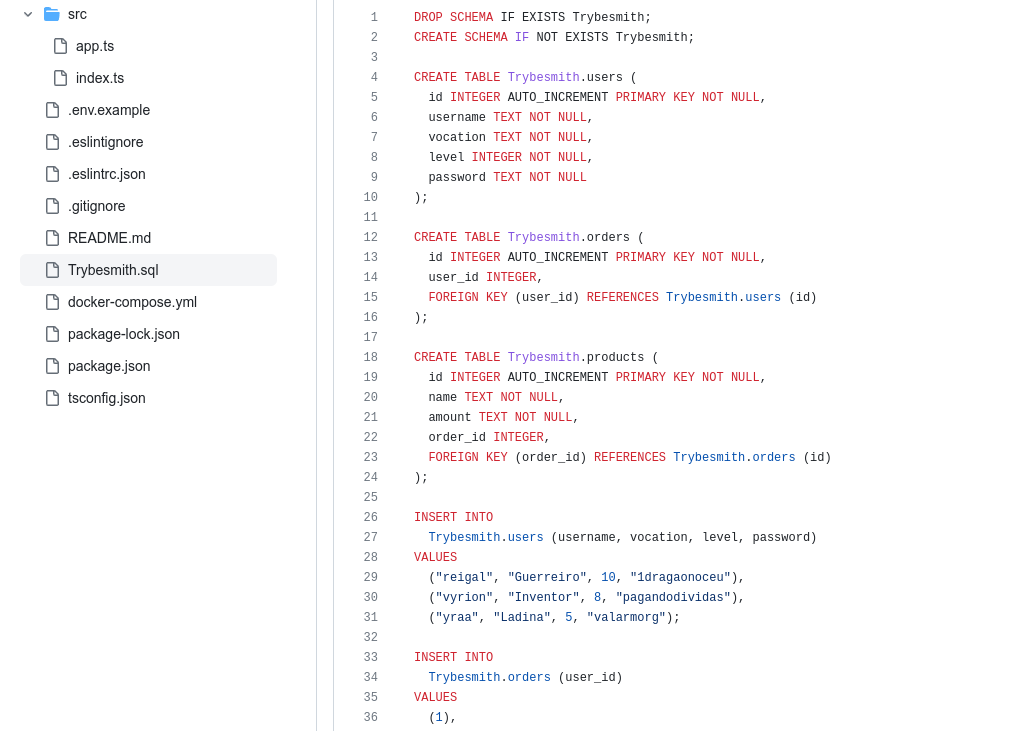 src
app.ts
index.ts
.env.example
.eslintignore
.eslintrc.json
.gitignore
README.md
Trybesmith.sql
docker-compose.yml
package-lock.json
package.json
tsconfig.json
1 DROP SCHEMA IF EXISTS Trybesmith;
2 CREATE SCHEMA IF NOT EXISTS Trybesmith;
3
4 CREATE TABLE Trybesmith.users (
5 id INTEGER AUTO_INCREMENT PRIMARY KEY NOT NULL,
6 username TEXT NOT NULL,
7 vocation TEXT NOT NULL,
8 level INTEGER NOT NULL,
9 password TEXT NOT NULL
10 );
11
12 CREATE TABLE Trybesmith.orders (
13 id INTEGER AUTO_INCREMENT PRIMARY KEY NOT NULL,
14 user_id INTEGER,
15 FOREIGN KEY (user_id) REFERENCES Trybesmith.users (id)
16 );
17
18 CREATE TABLE Trybesmith.products (
19 id INTEGER AUTO_INCREMENT PRIMARY KEY NOT NULL,
20 name TEXT NOT NULL,
21 amount TEXT NOT NULL,
22 order_id INTEGER,
23 FOREIGN KEY (order_id) REFERENCES Trybesmith.orders (id)
24 );
25
26 INSERT INTO
27 Trybesmith.users (username, vocation, level, password)
28 VALUES
29 ("reigal", "Guerreiro", 10, "1dragaonoceu"),
30 ("vyrion", "Inventor", 8, "pagandodividas"),
31 ("yraa", "Ladina", 5, "valarmorg");
32
33 INSERT INTO
34 Trybesmith.orders (user_id)
35 VALUES
36 (1),